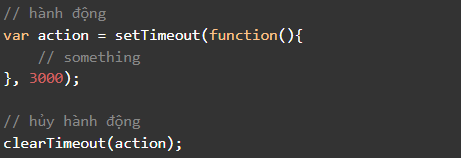 // hành động
var action = setTimeout(function(){
    // something
}, 3000);

// hủy hành động
clearTimeout(action);